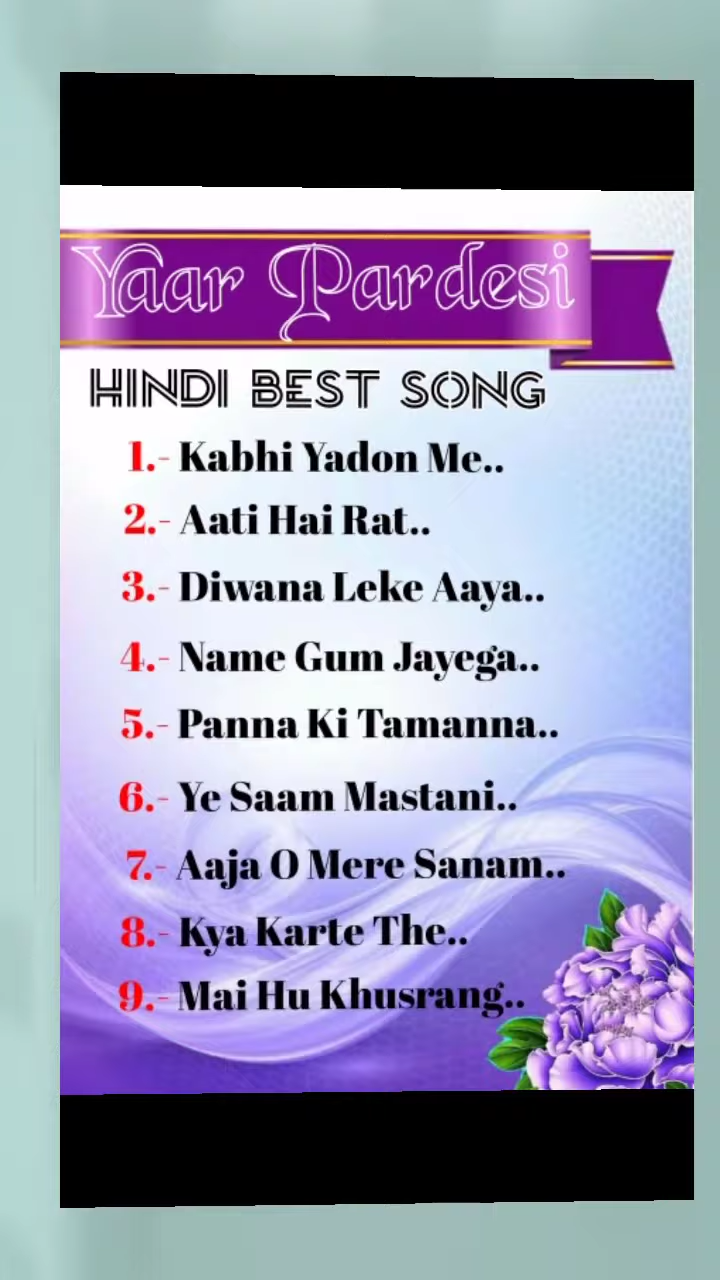 Yaar Pardesi
HINDI BEST SONG
1.- Kabhi Yadon Me..
2.- Aati Hai Rat..
3.- Diwana Leke Aaya..
4.- Name Gum Jayega..
5.- Panna Ki Tamanna..
6.- Ye Saam Mastani..
7.- Aaja O Mere Sanam..
8.- Kya Karte The..
9.- Mai Hu Khusrang..